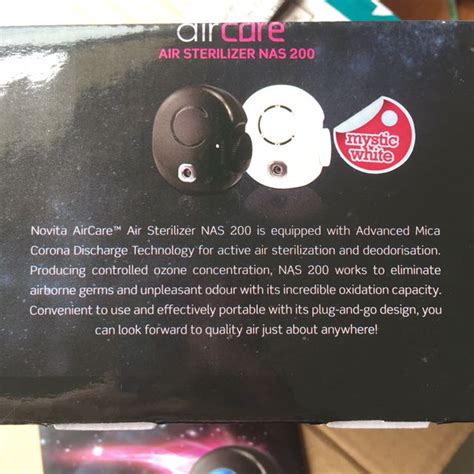 aircare
AIR STERILIZER NAS 200
mystic
white
Novita AirCare™ Air Sterilizer NAS 200 is equipped with Advanced Mica
Corona Discharge Technology for active air sterilization and deodorisation.
Producing controlled ozone concentration, NAS 200 works to eliminate
airborne germs and unpleasant odour with its incredible oxidation capacity.
Convenient to use and effectively portable with its plug-and-go design, you
can look forward to quality air just about anywhere!